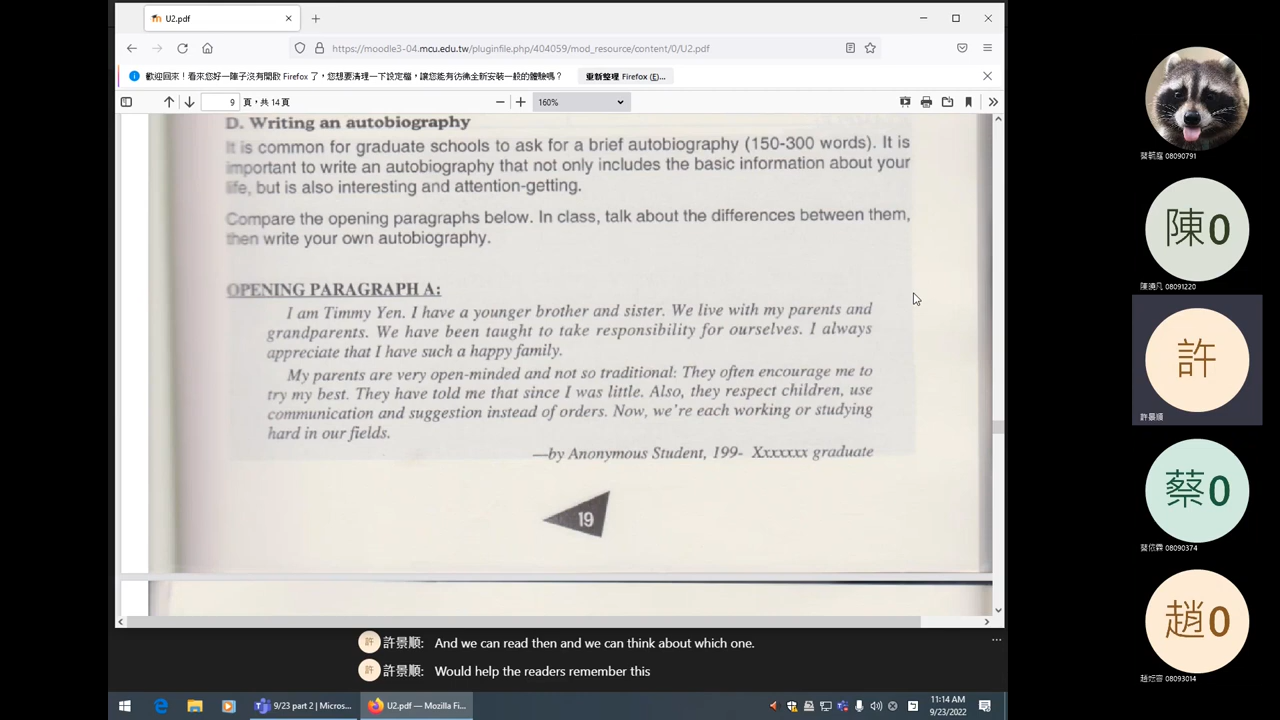 U2.pdf
https://moodle3-04.mcu.edu.tw/pluginfile.php/404059/mod_resource/content/0/U2.pdf
歡迎回來！看來您好一陣子沒有開啟 Firefox 了，您想要清理一下設定檔，讓您能有彷彿全新安裝一般的體驗嗎？ 重新整理 Firefox (E)...
9 頁，共 14 頁 160%
D. Writing an autobiography
It is common for graduate schools to ask for a brief autobiography (150-300 words). It is
important to write an autobiography that not only includes the basic information about your
life, but is also interesting and attention-getting.
Compare the opening paragraphs below. In class, talk about the differences between them,
then write your own autobiography.
OPENING PARAGRAPH A:
I am Timmy Yen. I have a younger brother and sister. We live with my parents and
grandparents. We have been taught to take responsibility for ourselves. I always
appreciate that I have such a happy family.
My parents are very open-minded and not so traditional: They often encourage me to
try my best. They have told me that since I was little. Also, they respect children, use
communication and suggestion instead of orders. Now, we're each working or studying
hard in our fields.
—by Anonymous Student, 199- Xxxxxxx graduate
19
許 許景順: And we can read then and we can think about which one.
許 許景順: Would help the readers remember this
9/23 part 2 | Micros...
U2.pdf — Mozilla Fi...
11:14 AM
9/23/2022
08090791
陳0
08091220
許
許景順
蔡0
08090374
趙0
08093014